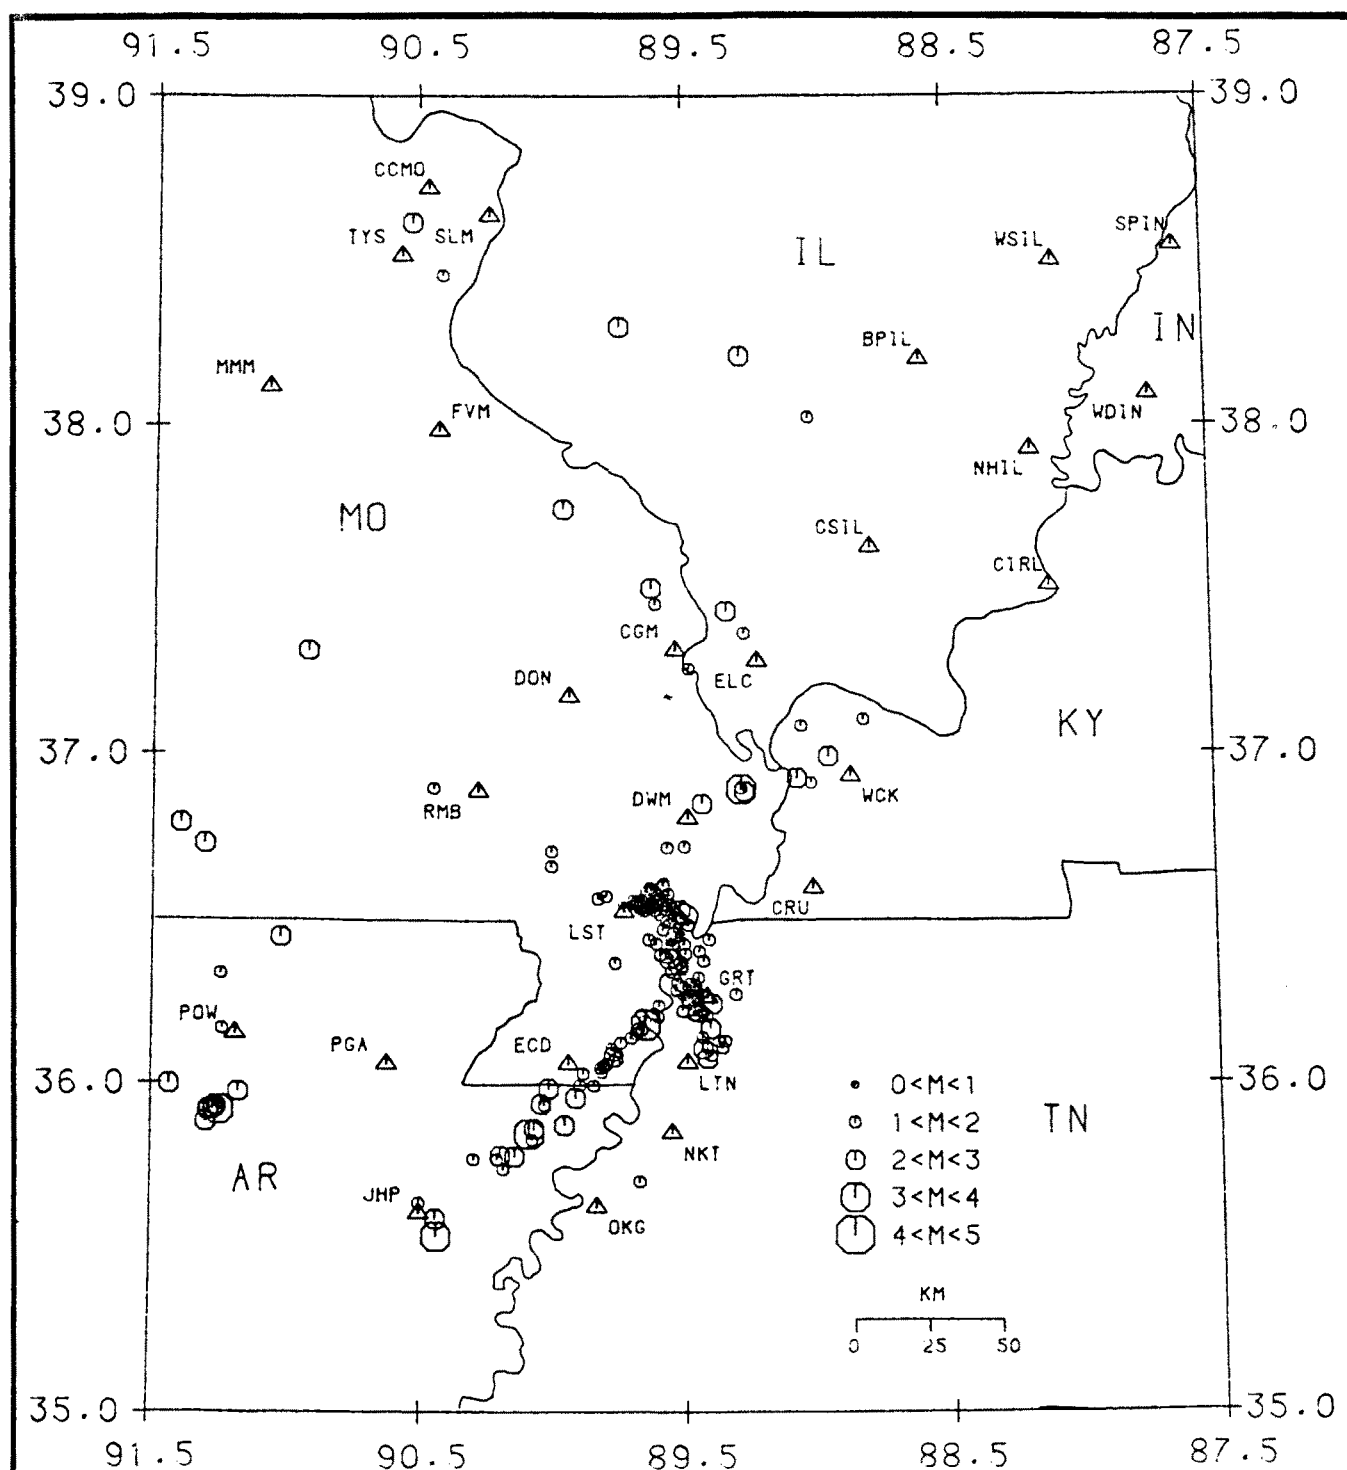 91.5 90.5 89.5 88.5 87.5
39.0 39.0
CCMO
SPIN
TYS SLM WSIL
IL
IN
BPIL
MMM
WDIN
FVM
38.0 38.0
NHIL
MO
CSIL
CIRL
CGM
DON ELC
KY
37.0 37.0
WCK
RMB DWM
CRU
LST
GRT
POW
PGA ECD
36.0 LYN 36.0
0<M<1
1<M<2
TN
NKT
2<M<3
AR
JHP
3<M<4
OKG
4<M<5
KM
0 25 50
35.0 35.0
91.5 90.5 89.5 88.5 87.5